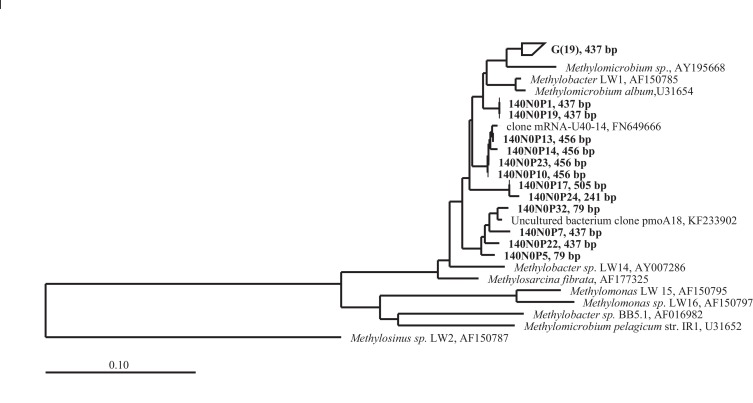 G(19), 437 bp
Methylomicrobium sp., AY195668
Methylobacter LW1, AF150785
Methylomicrobium album,U31654
140N0P1, 437 bp
140N0P19, 437 bp
clone mRNA-U40-14, FN649666
140N0P13, 456 bp
140N0P14, 456 bp
140N0P23, 456 bp
140N0P10, 456 bp
140N0P17, 505 bp
140N0P24, 241 bp
140N0P32, 79 bp
Uncultured bacterium clone pmoA18, KF233902
140N0P7, 437 bp
140N0P22, 437 bp
140N0P5, 79 bp
Methylobacter sp. LW14, AY007286
Methylosarcina fibrata, AF177325
Methylomonas LW 15, AF150795
Methylomonas sp. LW16, AF150797
Methylobacter sp. BB5.1, AF016982
Methylomicrobium pelagicum str. IR1, U31652
Methylosinus sp. LW2, AF150787
0.10